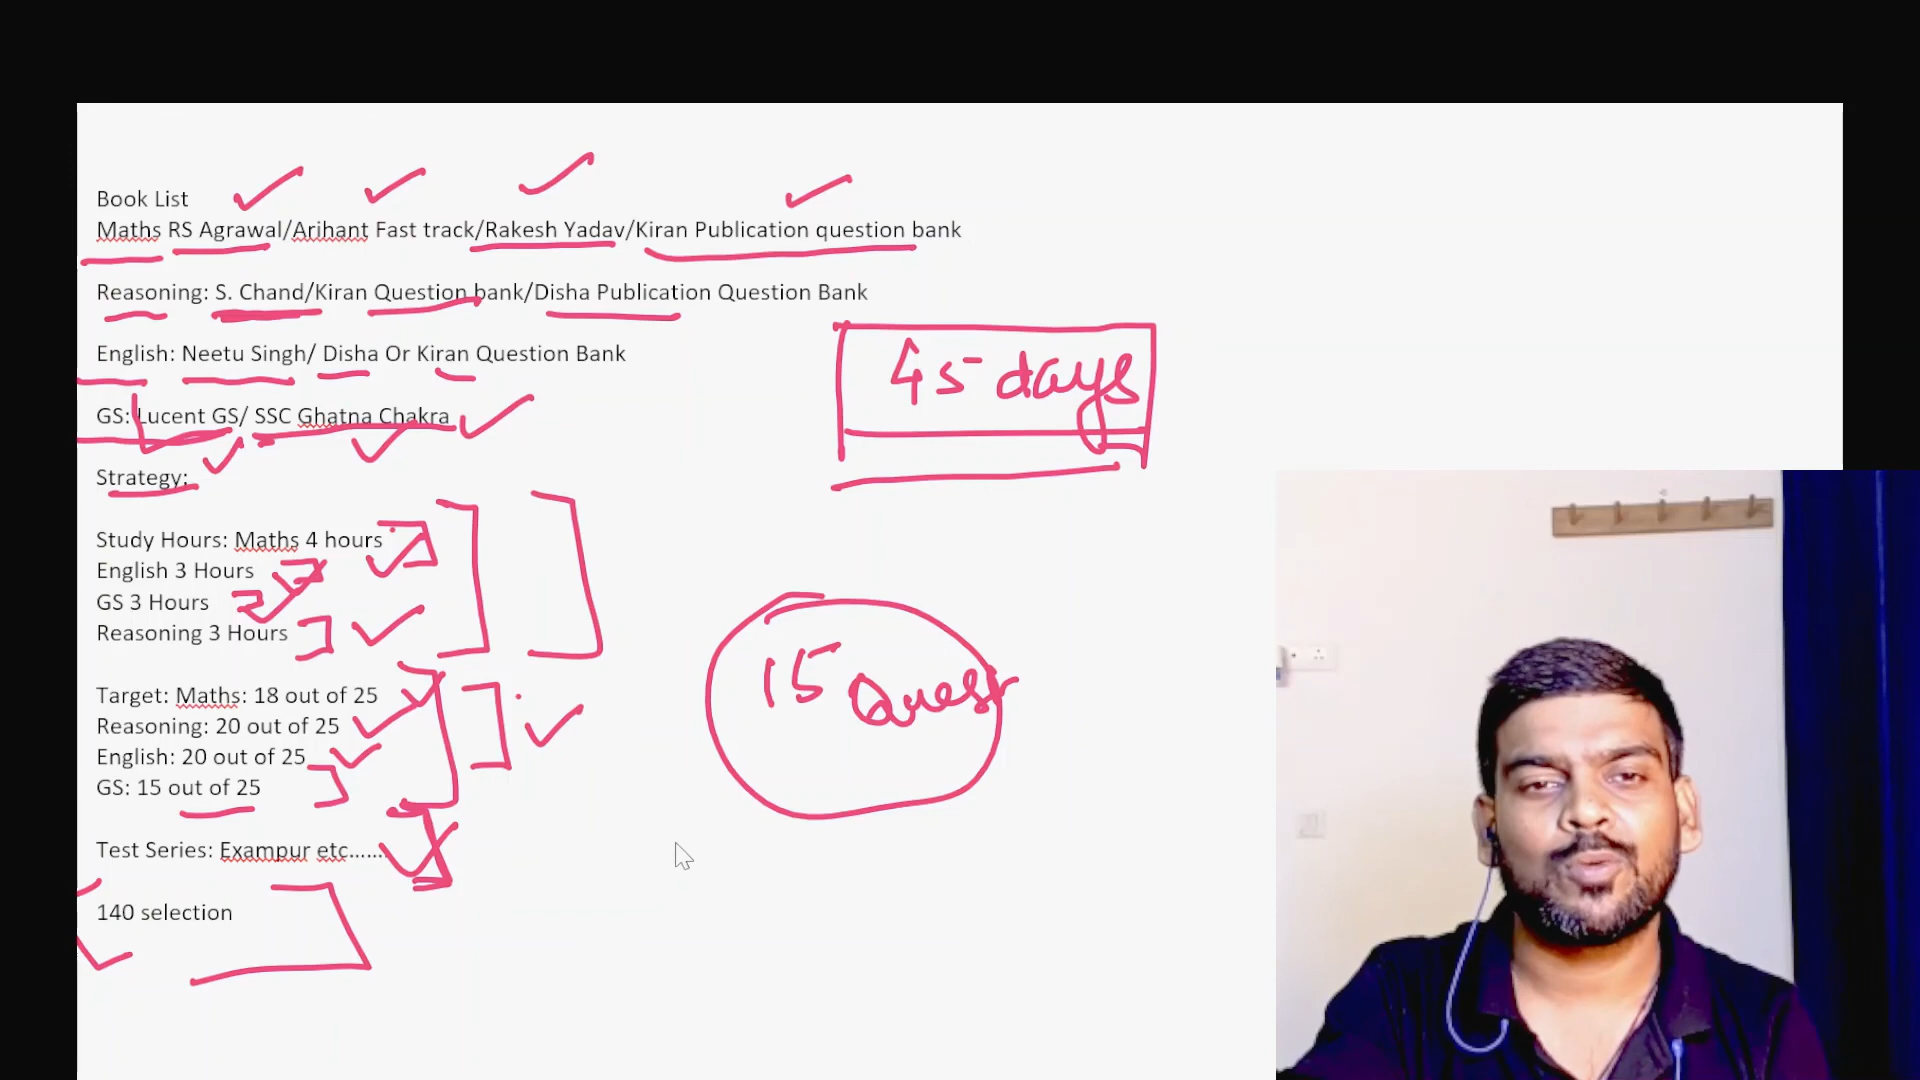 Book List
Maths RS Agrawal/Arihant Fast track/Rakesh Yadav/Kiran Publication question bank
Reasoning: S. Chand/Kiran Question bank/Disha Publication Question Bank
English: Neetu Singh/ Disha Or Kiran Question Bank
GS: Lucent GS/ SSC Ghatna Chakra
45 days
Strategy:
Study Hours: Maths 4 hours
English 3 Hours
GS 3 Hours
Reasoning 3 Hours
15 Quest
Target: Maths: 18 out of 25
Reasoning: 20 out of 25
English: 20 out of 25
GS: 15 out of 25
Test Series: Exampur etc.......
140 selection